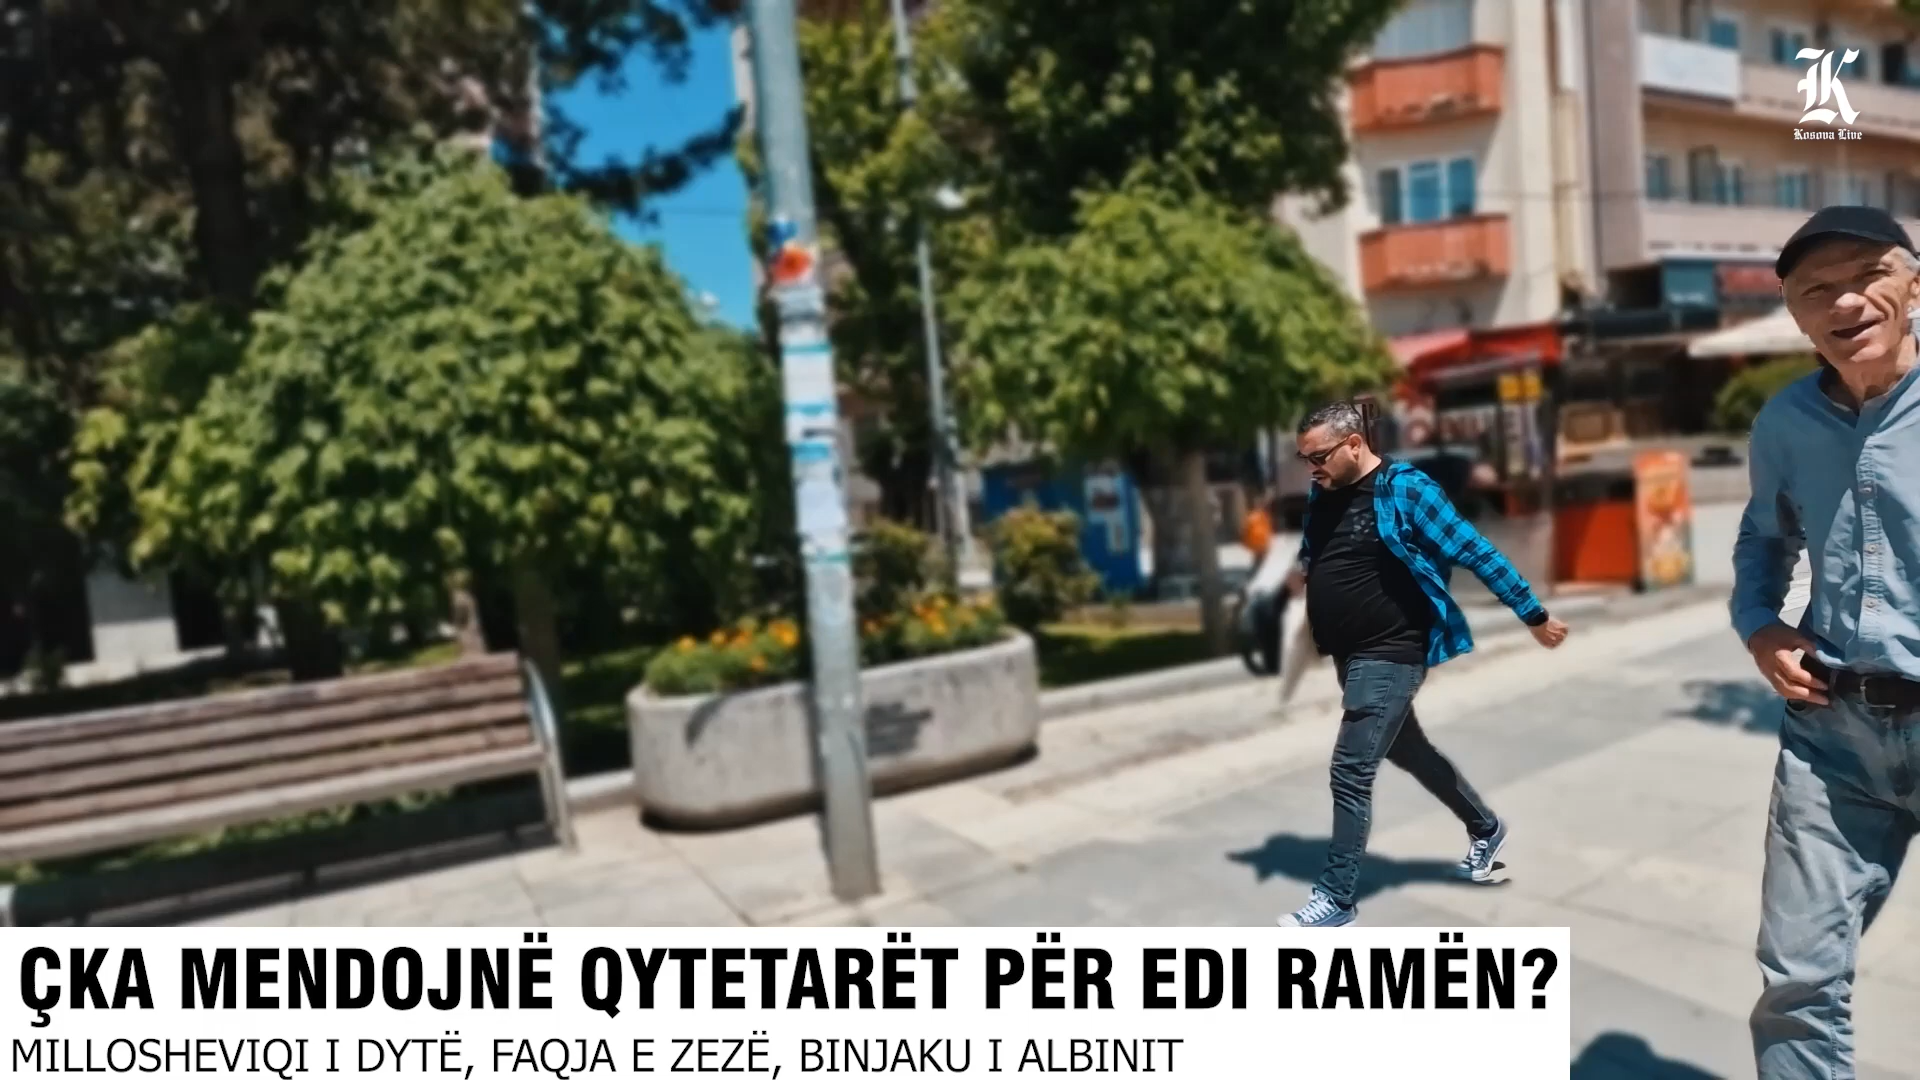 K
Kosova Live
ÇKA MENDOJNË QYTETARËT PËR EDI RAMËN?
MILLOSHEVIQI I DYTË, FAQJA E ZEZË, BINJAKU I ALBINIT